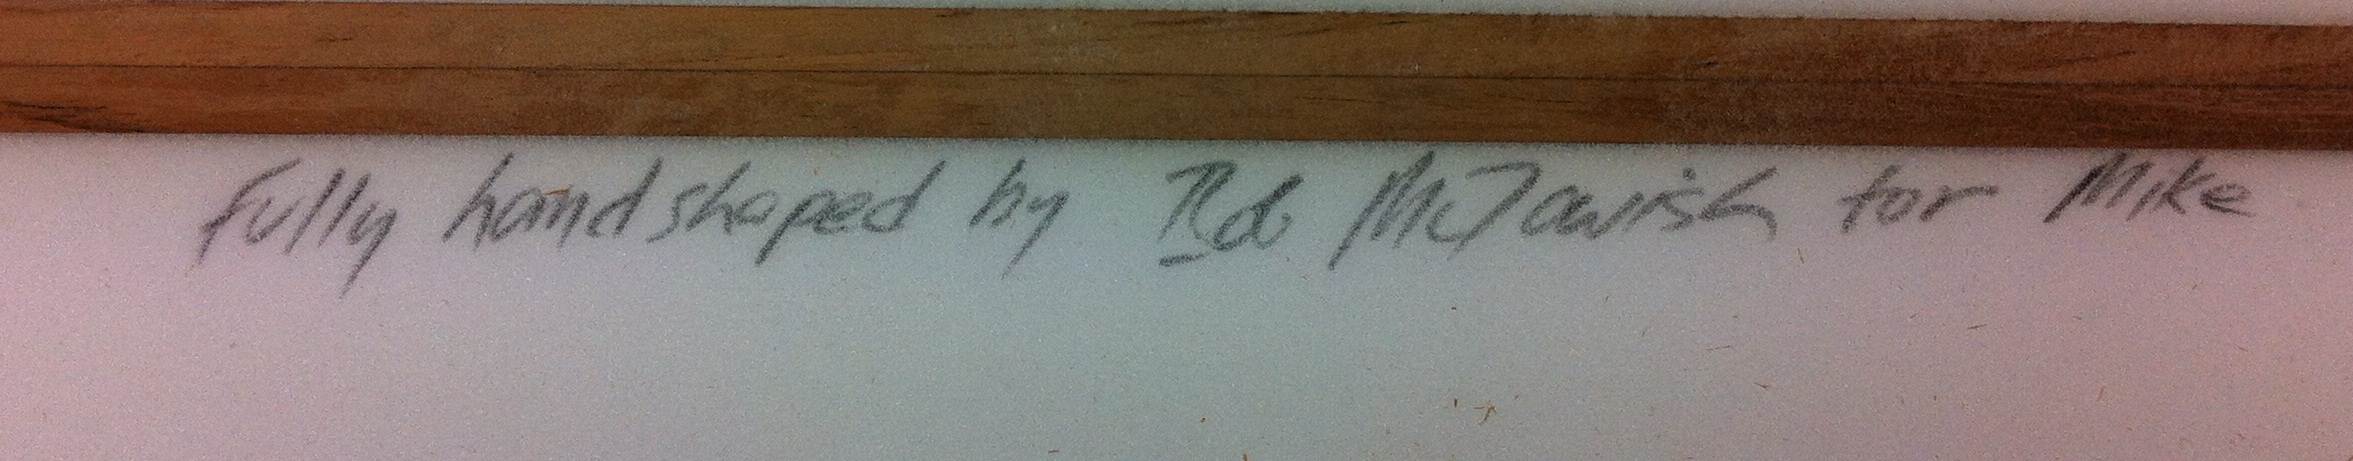 fully handshaped by Bob McTavish for Mike